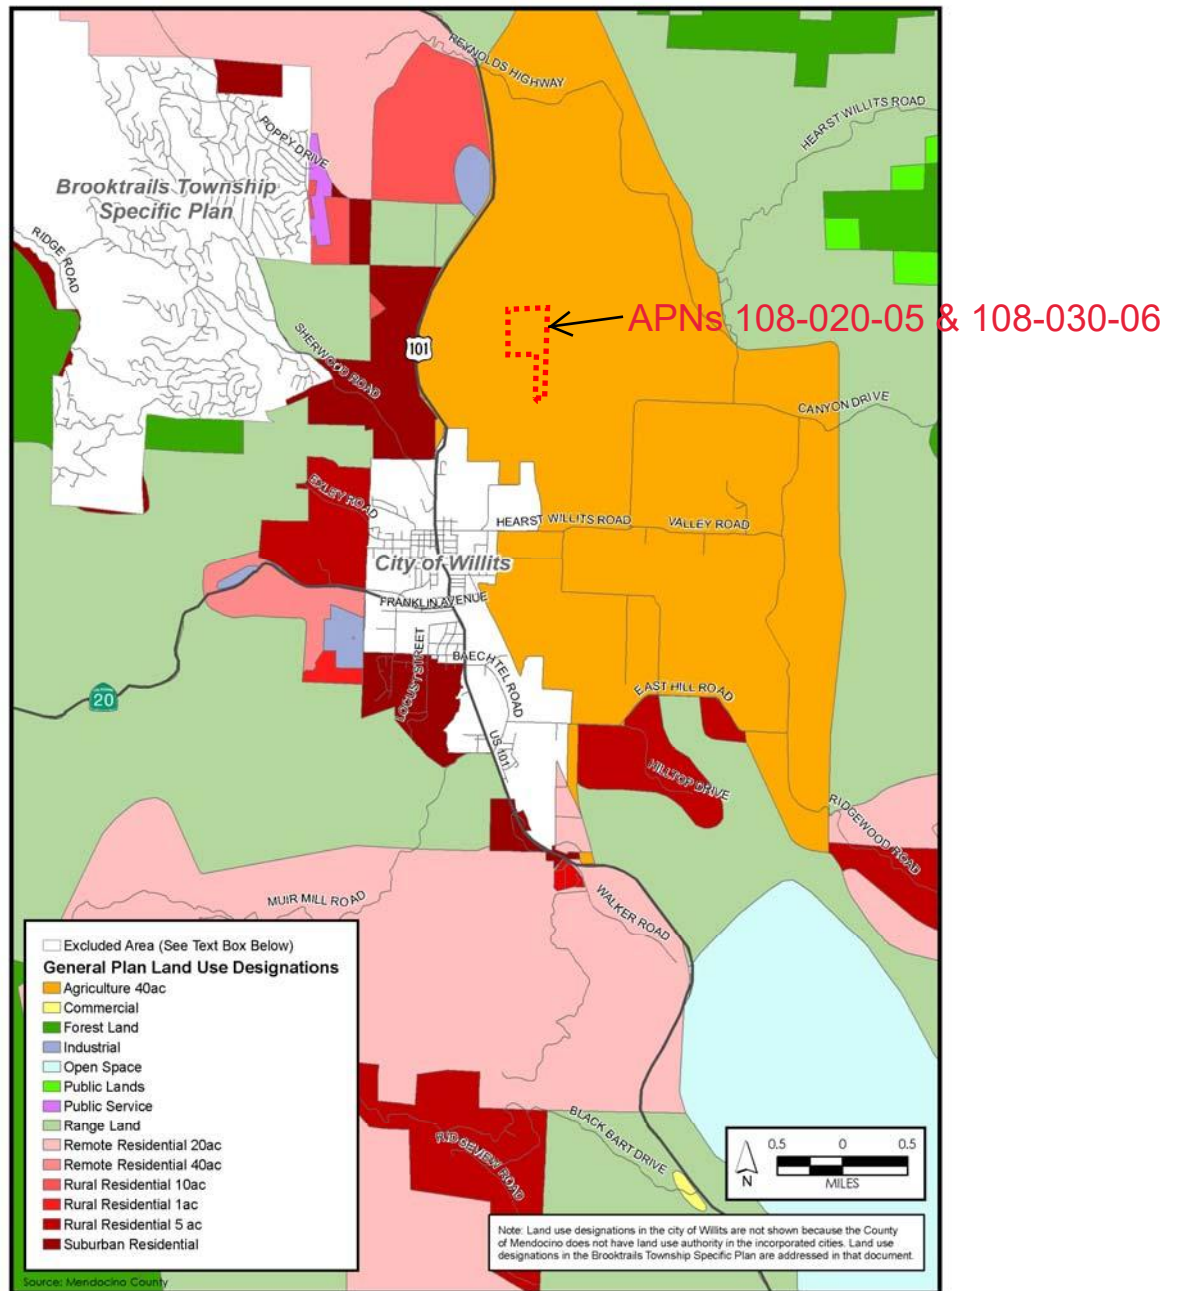 REYNOLDS HIGHWAY
HEARST WILLITS ROAD
POPPY DRIVE
Brooktrails Township
Specific Plan
RIDGE ROAD
APNs 108-020-05 & 108-030-06
SHERWOOD ROAD
101
CANYON DRIVE
EXLEY ROAD
HEARST WILLITS ROAD
VALLEY ROAD
City of Willits
FRANKLIN AVENUE
LOCUST STREET
BAECHTEL ROAD
EAST HILL ROAD
20
US 101
HILLTOP DRIVE
RIDGEWOOD ROAD
MUIR MILL ROAD
WALKER ROAD
Excluded Area (See Text Box Below)
General Plan Land Use Designations
Agriculture 40ac
Commercial
Forest Land
Industrial
Open Space
Public Lands
Public Service
Range Land
Remote Residential 20ac
Remote Residential 40ac
Rural Residential 10ac
Rural Residential 1ac
Rural Residential 5 ac
Suburban Residential
Source: Mendocino County
RIDGEVIEW ROAD
BLACK BART DRIVE
N
0.5 0 0.5
MILES
Note: Land use designations in the city of Willits are not shown because the County
of Mendocino does not have land use authority in the incorporated cities. Land use
designations in the Brooktrails Township Specific Plan are addressed in that document.